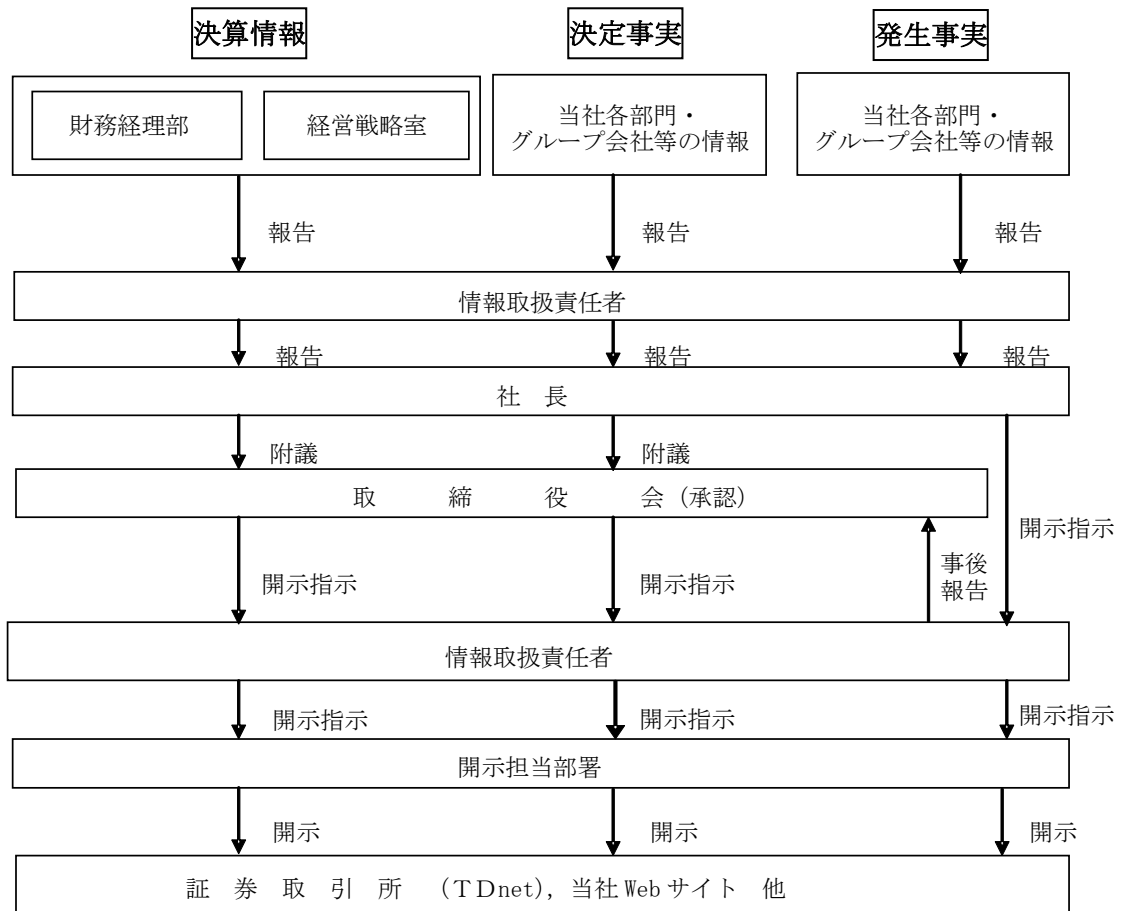 決算情報
決定事実
発生事実
財務経理部
経営戦略室
当社各部門・
グループ会社等の情報
当社各部門・
グループ会社等の情報
報告
報告
報告
情報取扱責任者
報告
報告
報告
社 長
附議
附議
取 締 役 会 (承認)
開示指示
事後
報告
開示指示
開示指示
情報取扱責任者
開示指示
開示指示
開示指示
開示担当部署
開示
開示
開示
証 券 取 引 所 (TDnet), 当社 Web サイト 他